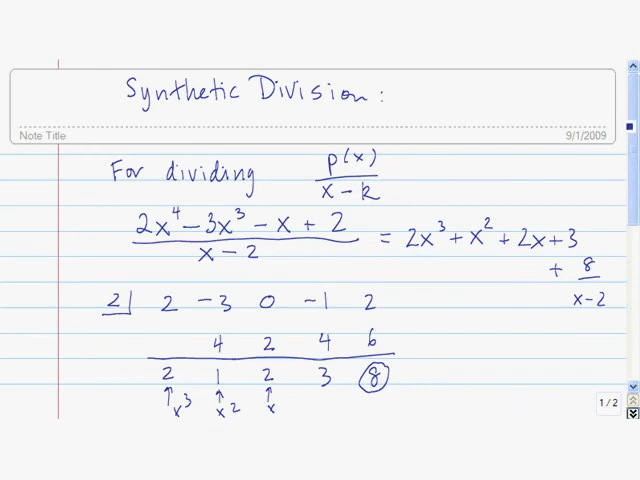 Synthetic Division:
Note Title
9/1/2009
For dividing p(x)/(x - k)
(2x⁴ - 3x³ - x + 2)/(x - 2) = 2x³ + x² + 2x + 3
+ 8/(x - 2)
2| 2 -3 0 -1 2
4 2 4 6
2 1 2 3 8
↑x³ ↑x² ↑x
1/2